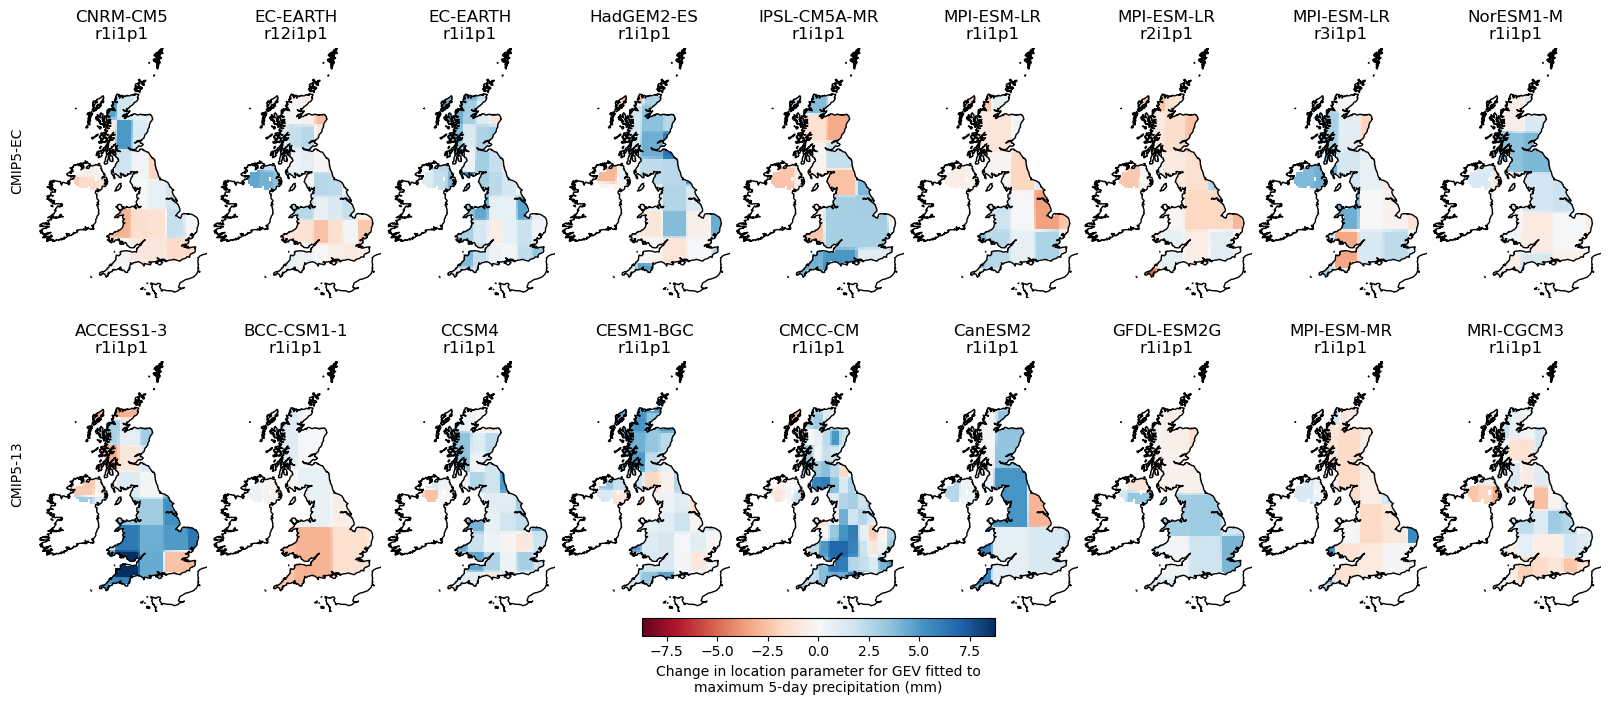 CNRM-CM5 EC-EARTH EC-EARTH HadGEM2-ES IPSL-CM5A-MR MPI-ESM-LR MPI-ESM-LR MPI-ESM-LR NorESM1-M
r1i1p1 r12i1p1 r1i1p1 r1i1p1 r1i1p1 r1i1p1 r2i1p1 r3i1p1 r1i1p1
CMIP5-EC
ACCESS1-3 BCC-CSM1-1 CCSM4 CESM1-BGC CMCC-CM CanESM2 GFDL-ESM2G MPI-ESM-MR MRI-CGCM3
r1i1p1 r1i1p1 r1i1p1 r1i1p1 r1i1p1 r1i1p1 r1i1p1 r1i1p1 r1i1p1
CMIP5-13
−7.5 −5.0 −2.5 0.0 2.5 5.0 7.5
Change in location parameter for GEV fitted to
maximum 5-day precipitation (mm)